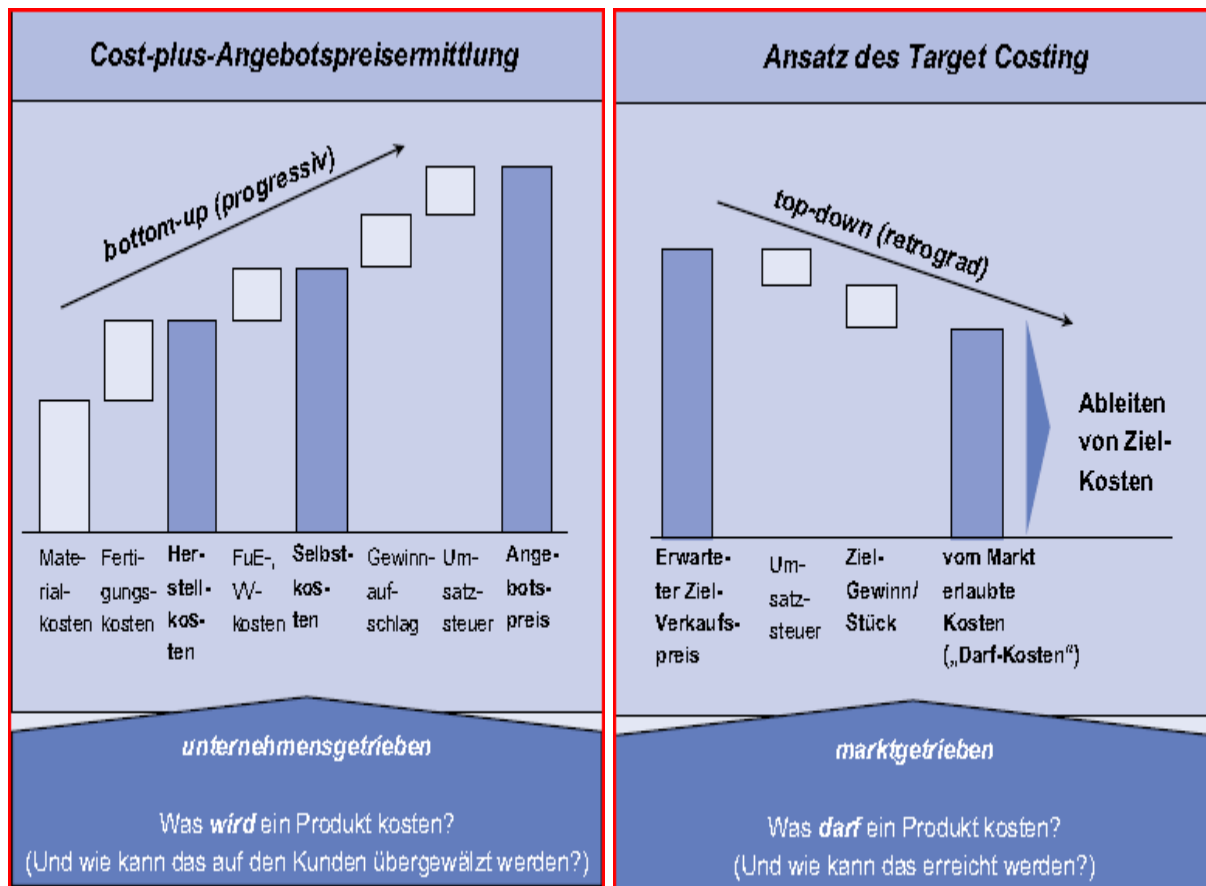 Cost-plus-Angebotspreisermittlung
bottom-up (progressiv)
Mate-
rial-
kosten
Ferti-
gungs-
kosten
Her-
stell-
kos-
ten
FuE-,
VV-
kosten
Selbst-
kos-
ten
Gewinn-
auf-
schlag
Um-
satz-
steuer
Ange-
bots-
preis
unternehmensgetrieben
Was wird ein Produkt kosten?
(Und wie kann das auf den Kunden übergewälzt werden?)
Ansatz des Target Costing
top-down (retrograd)
Ableiten
von Ziel-
Kosten
Erwarte-
ter Ziel-
Verkaufs-
preis
Um-
satz-
steuer
Ziel-
Gewinn/
Stück
vom Markt
erlaubte
Kosten
(„Darf-Kosten“)
marktgetrieben
Was darf ein Produkt kosten?
(Und wie kann das erreicht werden?)